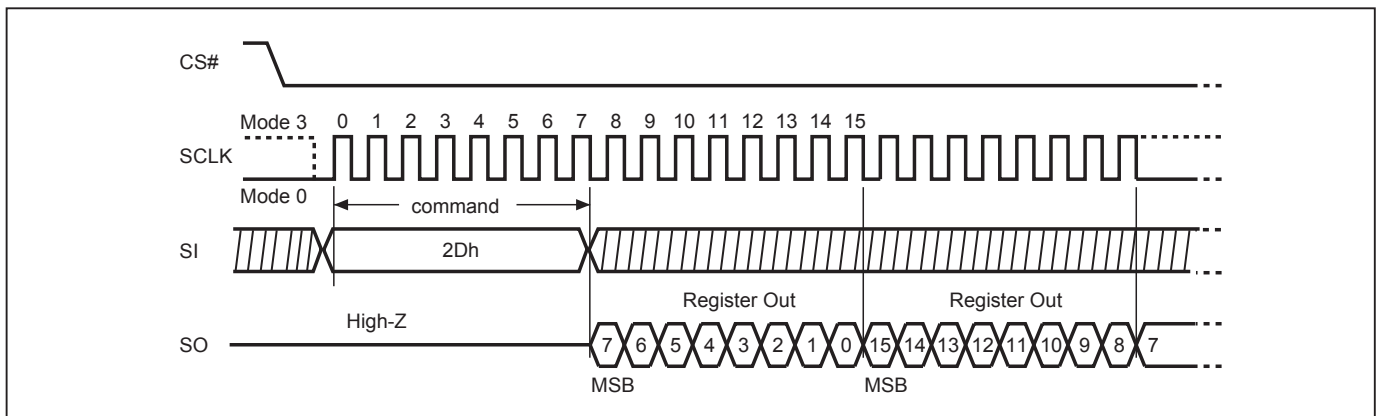 CS#
Mode 3 0 1 2 3 4 5 6 7 8 9 10 11 12 13 14 15
SCLK
Mode 0
command
SI 2Dh
Register Out Register Out
High-Z
SO 7 6 5 4 3 2 1 0 15 14 13 12 11 10 9 8 7
MSB MSB